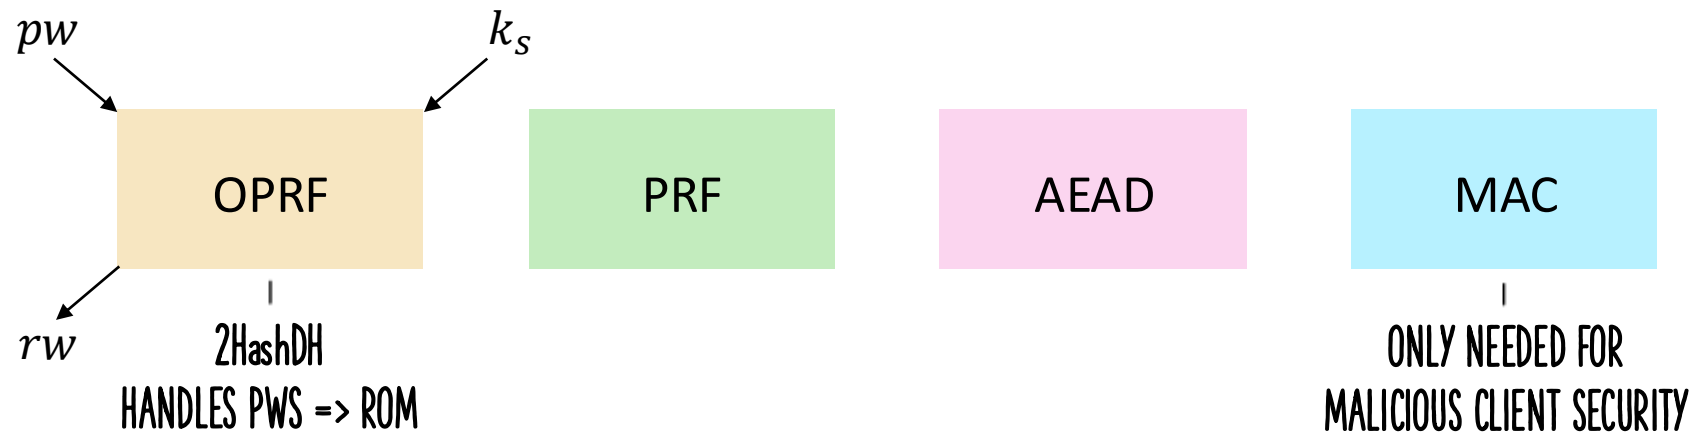 pw
k_s
OPRF
PRF
AEAD
MAC
rw
2HashDH
HANDLES PWS => ROM
ONLY NEEDED FOR
MALICIOUS CLIENT SECURITY